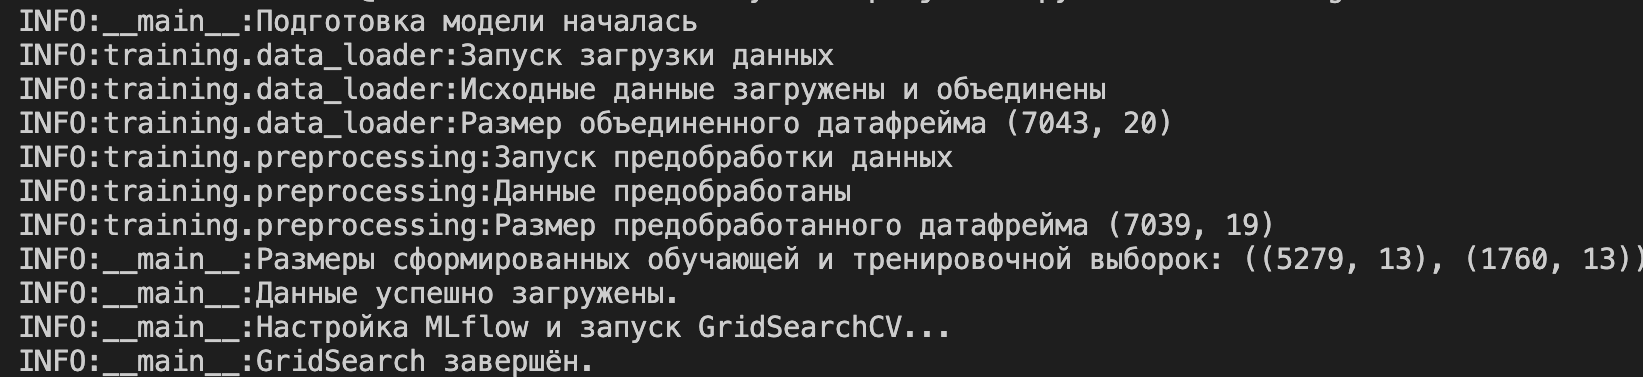 INFO:__main__:Подготовка модели началась
INFO:training.data_loader:Запуск загрузки данных
INFO:training.data_loader:Исходные данные загружены и объединены
INFO:training.data_loader:Размер объединенного датафрейма (7043, 20)
INFO:training.preprocessing:Запуск предобработки данных
INFO:training.preprocessing:Данные предобработаны
INFO:training.preprocessing:Размер предобработанного датафрейма (7039, 19)
INFO:__main__:Размеры сформированных обучающей и тренировочной выборок: ((5279, 13), (1760, 13))
INFO:__main__:Данные успешно загружены.
INFO:__main__:Настройка MLflow и запуск GridSearchCV...
INFO:__main__:GridSearch завершён.